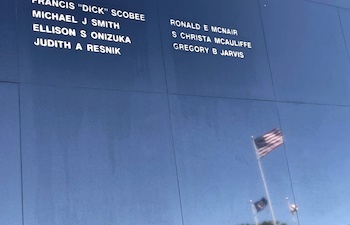 FRANCIS "DICK" SCOBEE
MICHAEL J SMITH
ELLISON S ONIZUKA
JUDITH A RESNIK
RONALD E MCNAIR
S CHRISTA MCAULIFFE
GREGORY B JARVIS